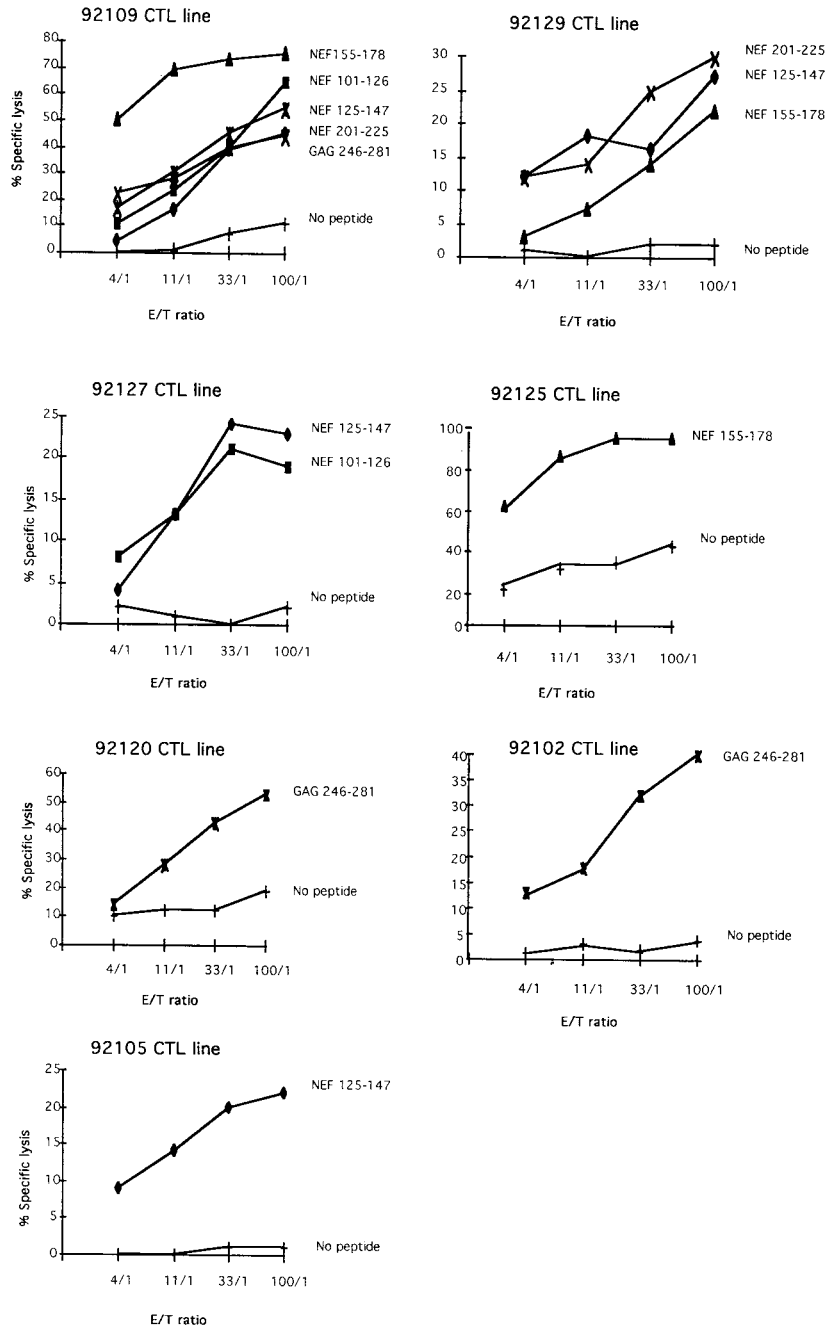 92109 CTL line
% Specific lysis
80
70
60
50
40
30
20
10
0
4/1 11/1 33/1 100/1
E/T ratio
NEF155-178
NEF 101-126
NEF 125-147
NEF 201-225
GAG 246-281
No peptide
92129 CTL line
30
25
20
15
10
5
0
4/1 11/1 33/1 100/1
E/T ratio
NEF 201-225
NEF 125-147
NEF 155-178
No peptide
92127 CTL line
% Specific lysis
25
20
15
10
5
0
4/1 11/1 33/1 100/1
E/T ratio
NEF 125-147
NEF 101-126
No peptide
92125 CTL line
100
80
60
40
20
0
4/1 11/1 33/1 100/1
E/T ratio
NEF 155-178
No peptide
92120 CTL line
% Specific lysis
60
50
40
30
20
10
0
4/1 11/1 33/1 100/1
E/T ratio
GAG 246-281
No peptide
92102 CTL line
40
35
30
25
20
15
10
5
0
4/1 11/1 33/1 100/1
E/T ratio
GAG 246-281
No peptide
92105 CTL line
% Specific lysis
25
20
15
10
5
0
4/1 11/1 33/1 100/1
E/T ratio
NEF 125-147
No peptide